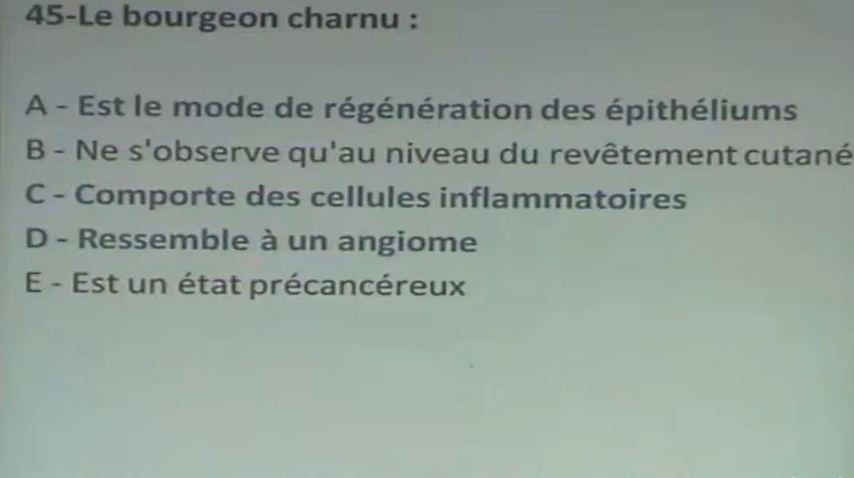 45-Le bourgeon charnu :
A - Est le mode de régénération des épithéliums
B - Ne s'observe qu'au niveau du revêtement cutané
C - Comporte des cellules inflammatoires
D - Ressemble à un angiome
E - Est un état précancéreux